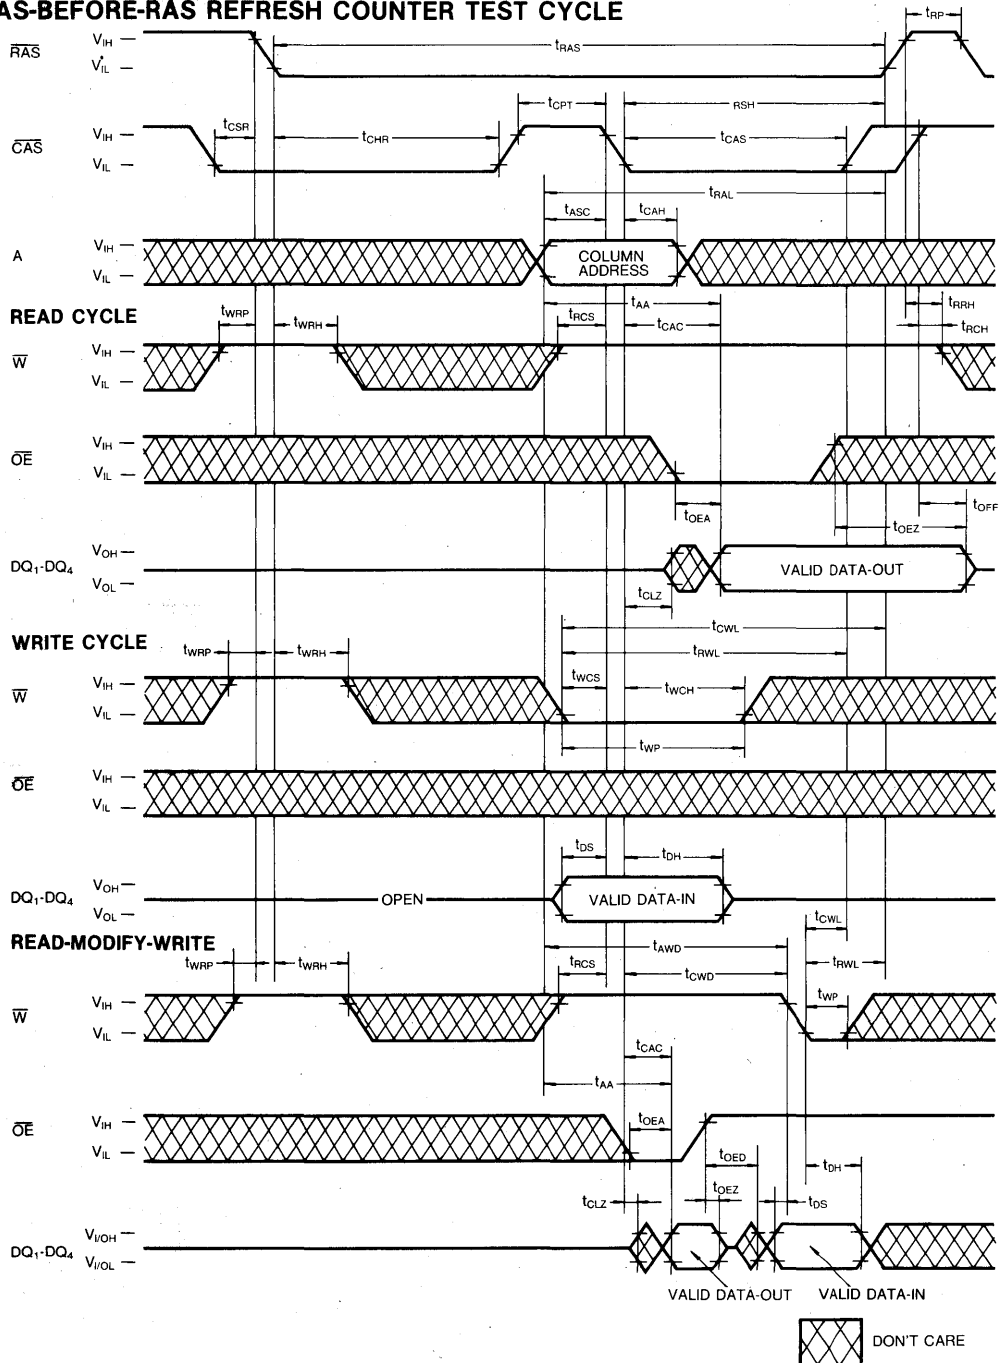 AS-BEFORE-RAS REFRESH COUNTER TEST CYCLE
tRP
RAS
VIH
VIL
tRAS
tCPT
RSH
CAS
VIH
VIL
tCSR
tCHR
tCAS
tRAL
tASC
tCAH
A
VIH
VIL
COLUMN
ADDRESS
READ CYCLE
tWRP
tWRH
tRCS
tAA
tCAC
tRRH
tRCH
W
VIH
VIL
OE
VIH
VIL
tOEA
tOEZ
tOFF
DQ1-DQ4
VOH
VOL
VALID DATA-OUT
tCLZ
tCWL
WRITE CYCLE
tWRP
tWRH
tRWL
W
VIH
VIL
tWCS
tWCH
tWP
OE
VIH
VIL
tDS
tDH
DQ1-DQ4
VOH
VOL
OPEN
VALID DATA-IN
tCWL
READ-MODIFY-WRITE
tWRP
tWRH
tRCS
tAWD
tCWD
tRWL
tWP
W
VIH
VIL
tCAC
tAA
OE
VIH
VIL
tOEA
tOED
tOEZ
tDH
tCLZ
tDS
DQ1-DQ4
VI/OH
VI/OL
VALID DATA-OUT
VALID DATA-IN
DON'T CARE